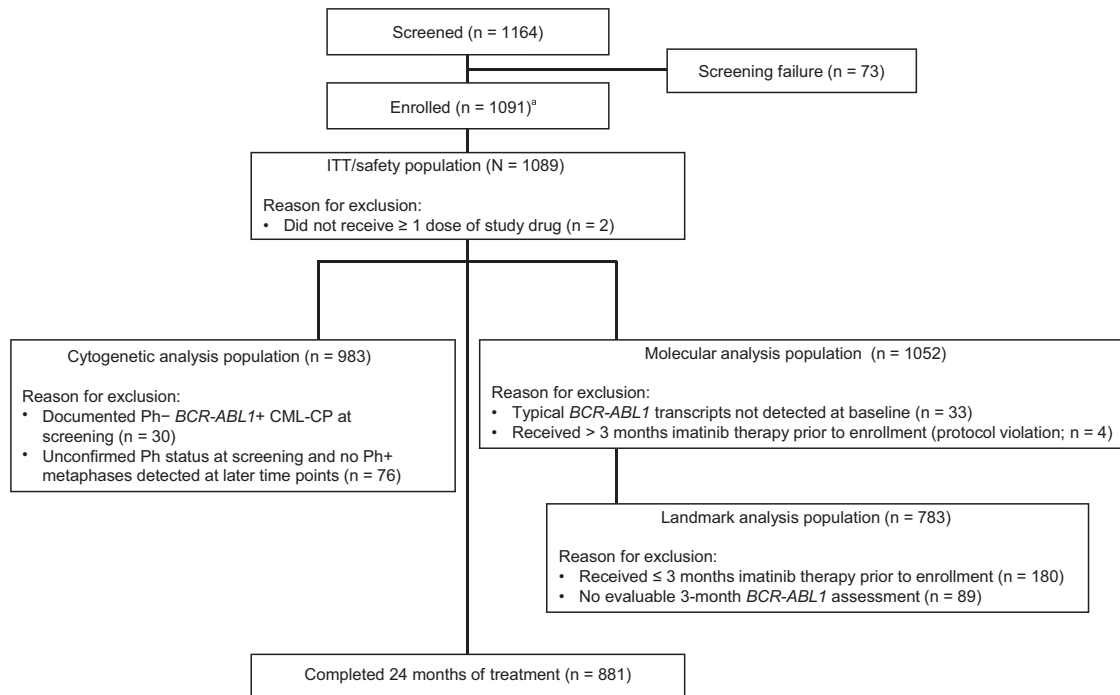 Screened (n = 1164)
Screening failure (n = 73)
Enrolled (n = 1091)a
ITT/safety population (N = 1089)
Reason for exclusion:
• Did not receive ≥ 1 dose of study drug (n = 2)
Cytogenetic analysis population (n = 983)
Reason for exclusion:
• Documented Ph− BCR-ABL1+ CML-CP at
screening (n = 30)
• Unconfirmed Ph status at screening and no Ph+
metaphases detected at later time points (n = 76)
Molecular analysis population (n = 1052)
Reason for exclusion:
• Typical BCR-ABL1 transcripts not detected at baseline (n = 33)
• Received > 3 months imatinib therapy prior to enrollment (protocol violation; n = 4)
Landmark analysis population (n = 783)
Reason for exclusion:
• Received ≤ 3 months imatinib therapy prior to enrollment (n = 180)
• No evaluable 3-month BCR-ABL1 assessment (n = 89)
Completed 24 months of treatment (n = 881)